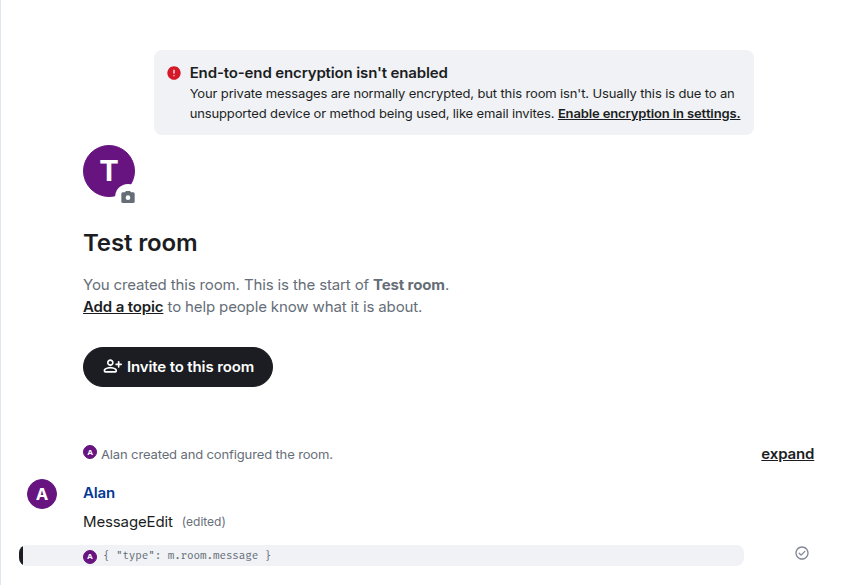 End-to-end encryption isn't enabled
Your private messages are normally encrypted, but this room isn't. Usually this is due to an
unsupported device or method being used, like email invites. Enable encryption in settings.
T
Test room
You created this room. This is the start of Test room.
Add a topic to help people know what it is about.
Invite to this room
A Alan created and configured the room. expand
A Alan
MessageEdit (edited)
A { "type": m.room.message }